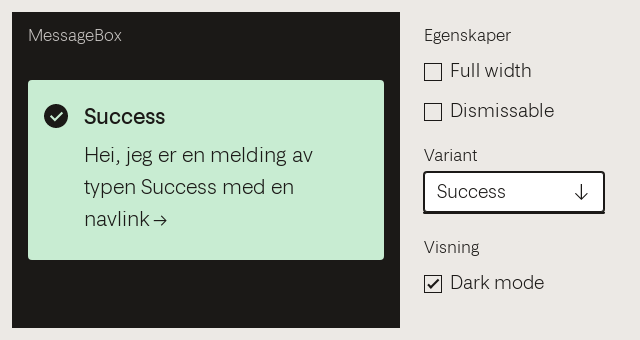 MessageBox
Success
Hei, jeg er en melding av
typen Success med en
navlink→
Egenskaper
Full width
Dismissable
Variant
Success
Visning
Dark mode